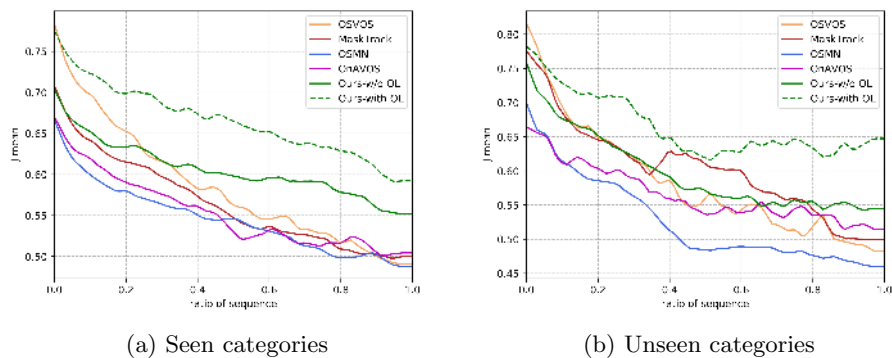 OSVOS
MaskTrack
OSMN
OnAVOS
Ours-w/o OL
Ours-with OL
0.75
0.70
0.65
0.60
0.55
0.50
J mean
0.0 0.2 0.4 0.6 0.8 1.0
ratio of sequence
(a) Seen categories
OSVOS
MaskTrack
OSMN
OnAVOS
Ours-w/o OL
Ours-with OL
0.80
0.75
0.70
0.65
0.60
0.55
0.50
0.45
J mean
0.0 0.2 0.4 0.6 0.8 1.0
ratio of sequence
(b) Unseen categories